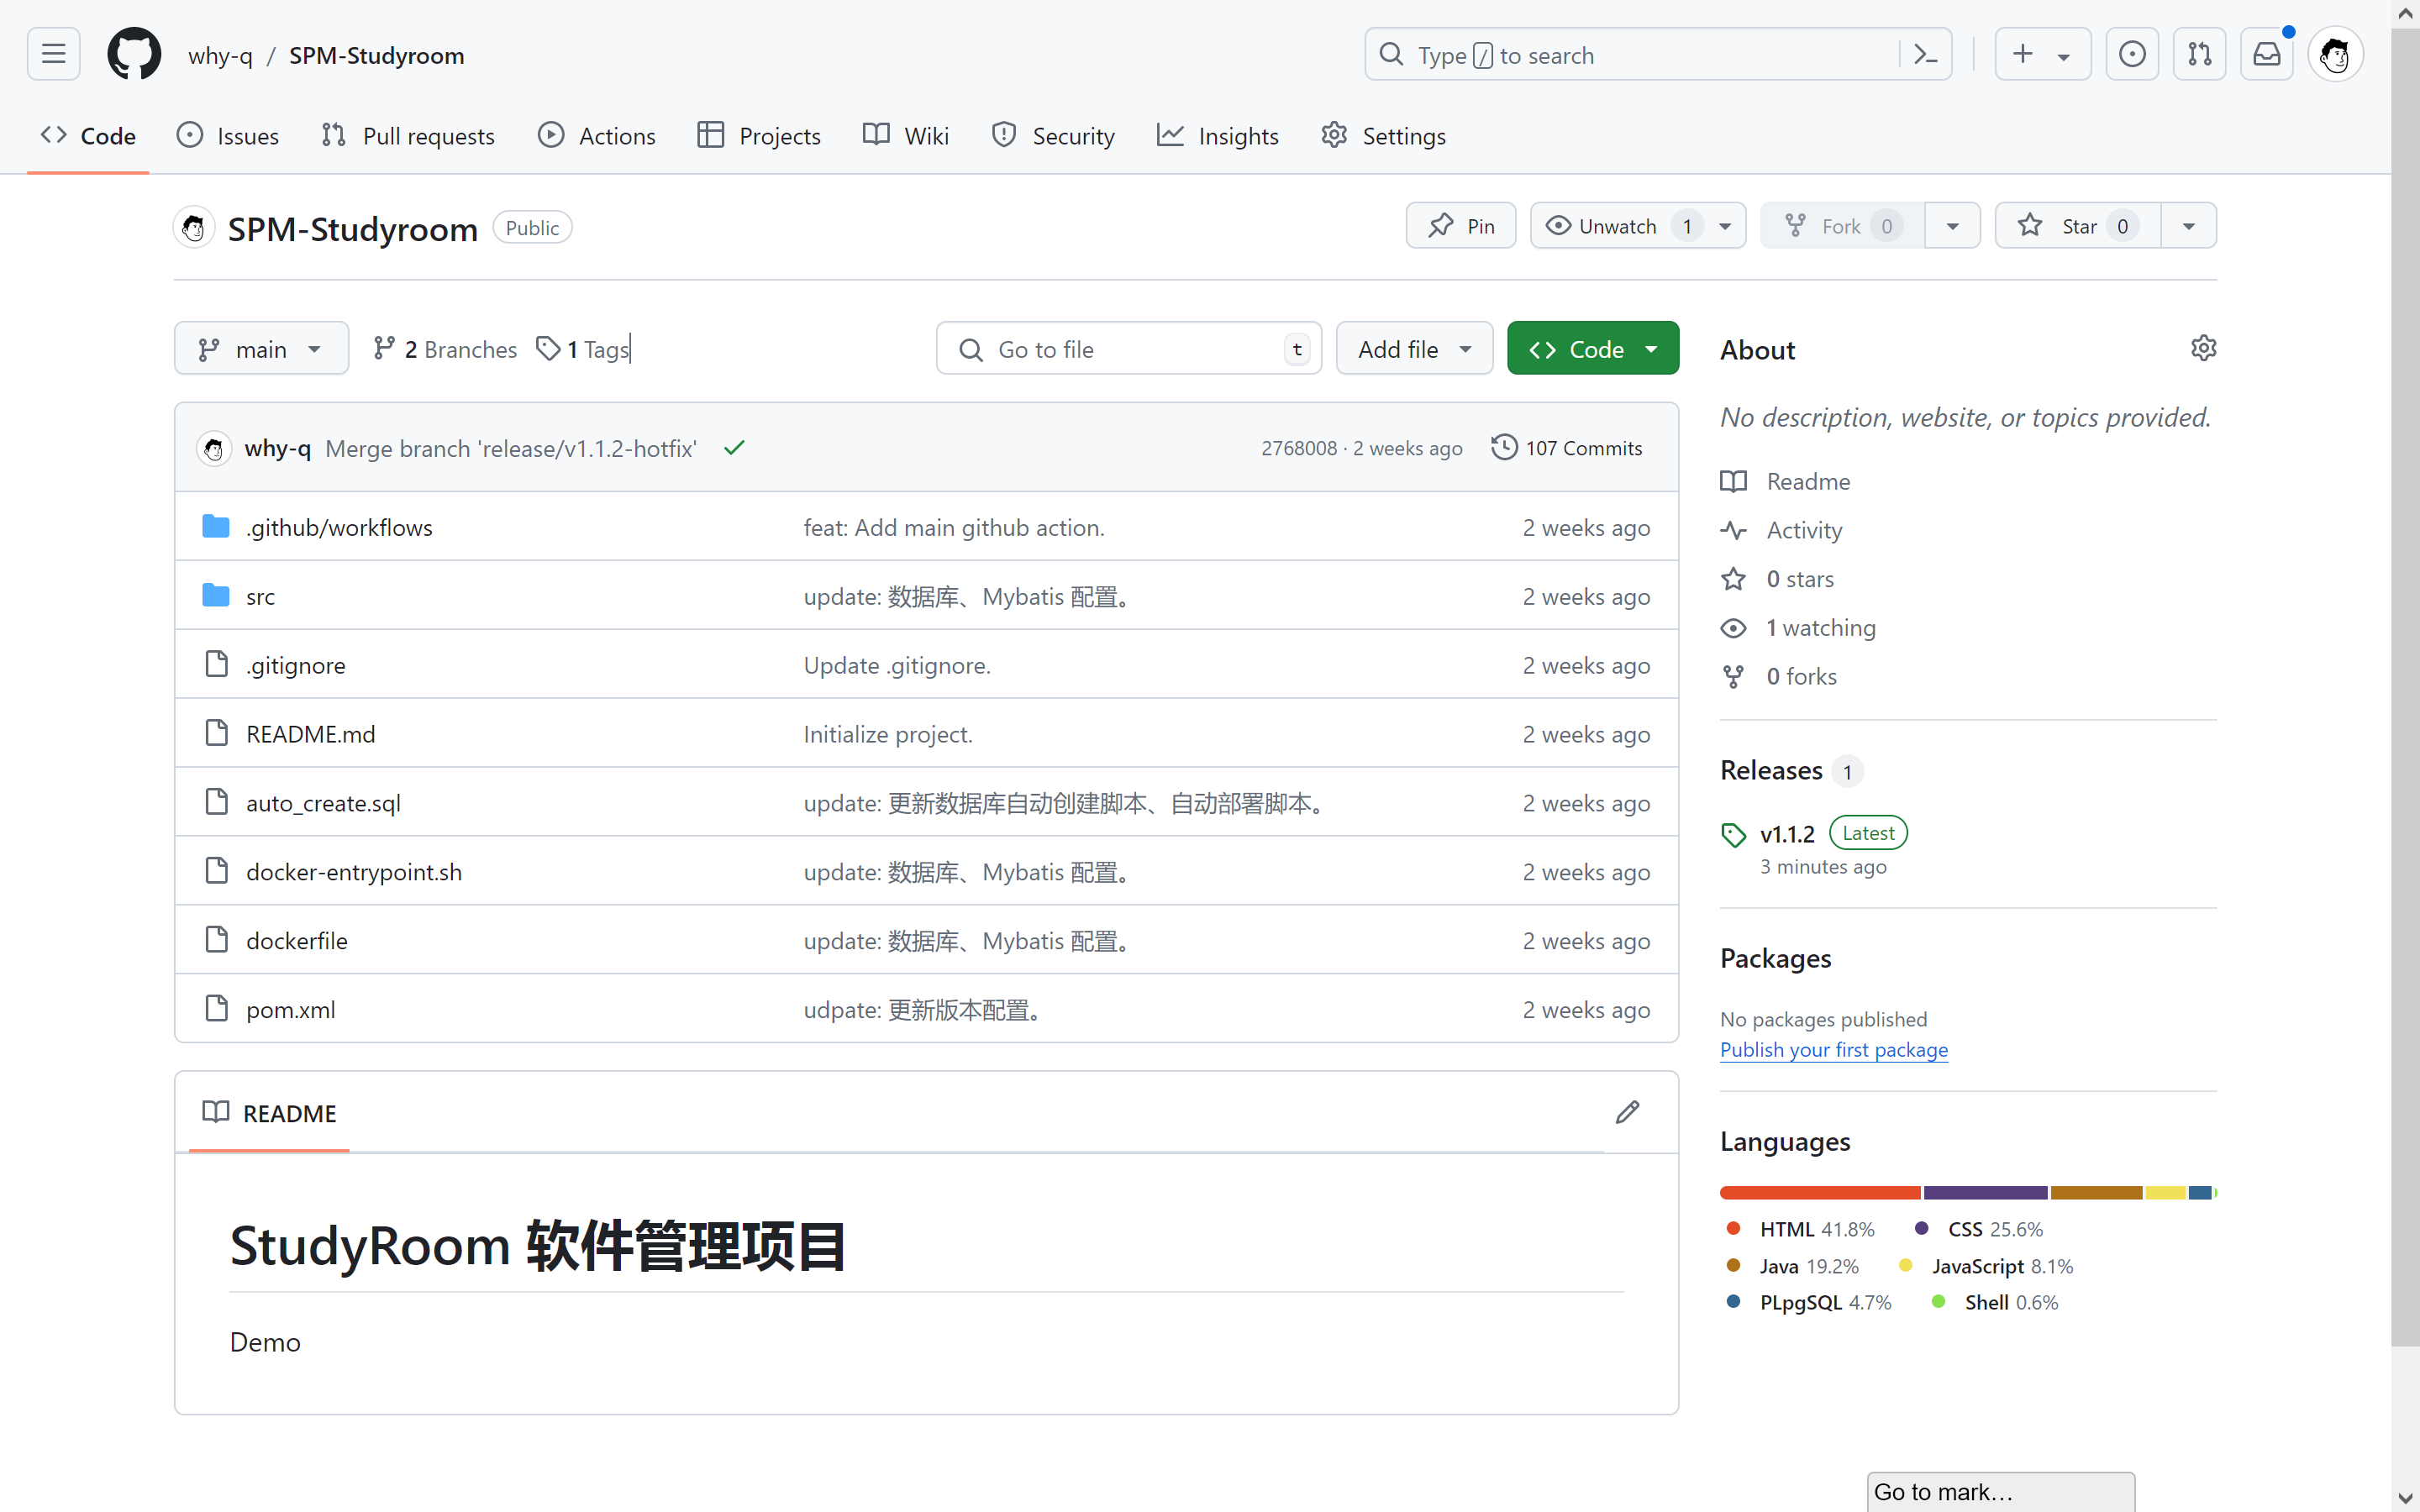 why-q / SPM-Studyroom
Type / to search
Code Issues Pull requests Actions Projects Wiki Security Insights Settings
SPM-Studyroom Public
Pin Unwatch 1 Fork 0 Star 0
main 2 Branches 1 Tags
Go to file t Add file Code
why-q Merge branch 'release/v1.1.2-hotfix' 2768008 · 2 weeks ago 107 Commits
.github/workflows feat: Add main github action. 2 weeks ago
src update: 数据库、Mybatis 配置。 2 weeks ago
.gitignore Update .gitignore. 2 weeks ago
README.md Initialize project. 2 weeks ago
auto_create.sql update: 更新数据库自动创建脚本、自动部署脚本。 2 weeks ago
docker-entrypoint.sh update: 数据库、Mybatis 配置。 2 weeks ago
dockerfile update: 数据库、Mybatis 配置。 2 weeks ago
pom.xml udpate: 更新版本配置。 2 weeks ago
README
StudyRoom 软件管理项目
Demo
About
No description, website, or topics provided.
Readme
Activity
0 stars
1 watching
0 forks
Releases 1
v1.1.2 Latest
3 minutes ago
Packages
No packages published
Publish your first package
Languages
HTML 41.8% CSS 25.6%
Java 19.2% JavaScript 8.1%
PLpgSQL 4.7% Shell 0.6%
Go to mark…